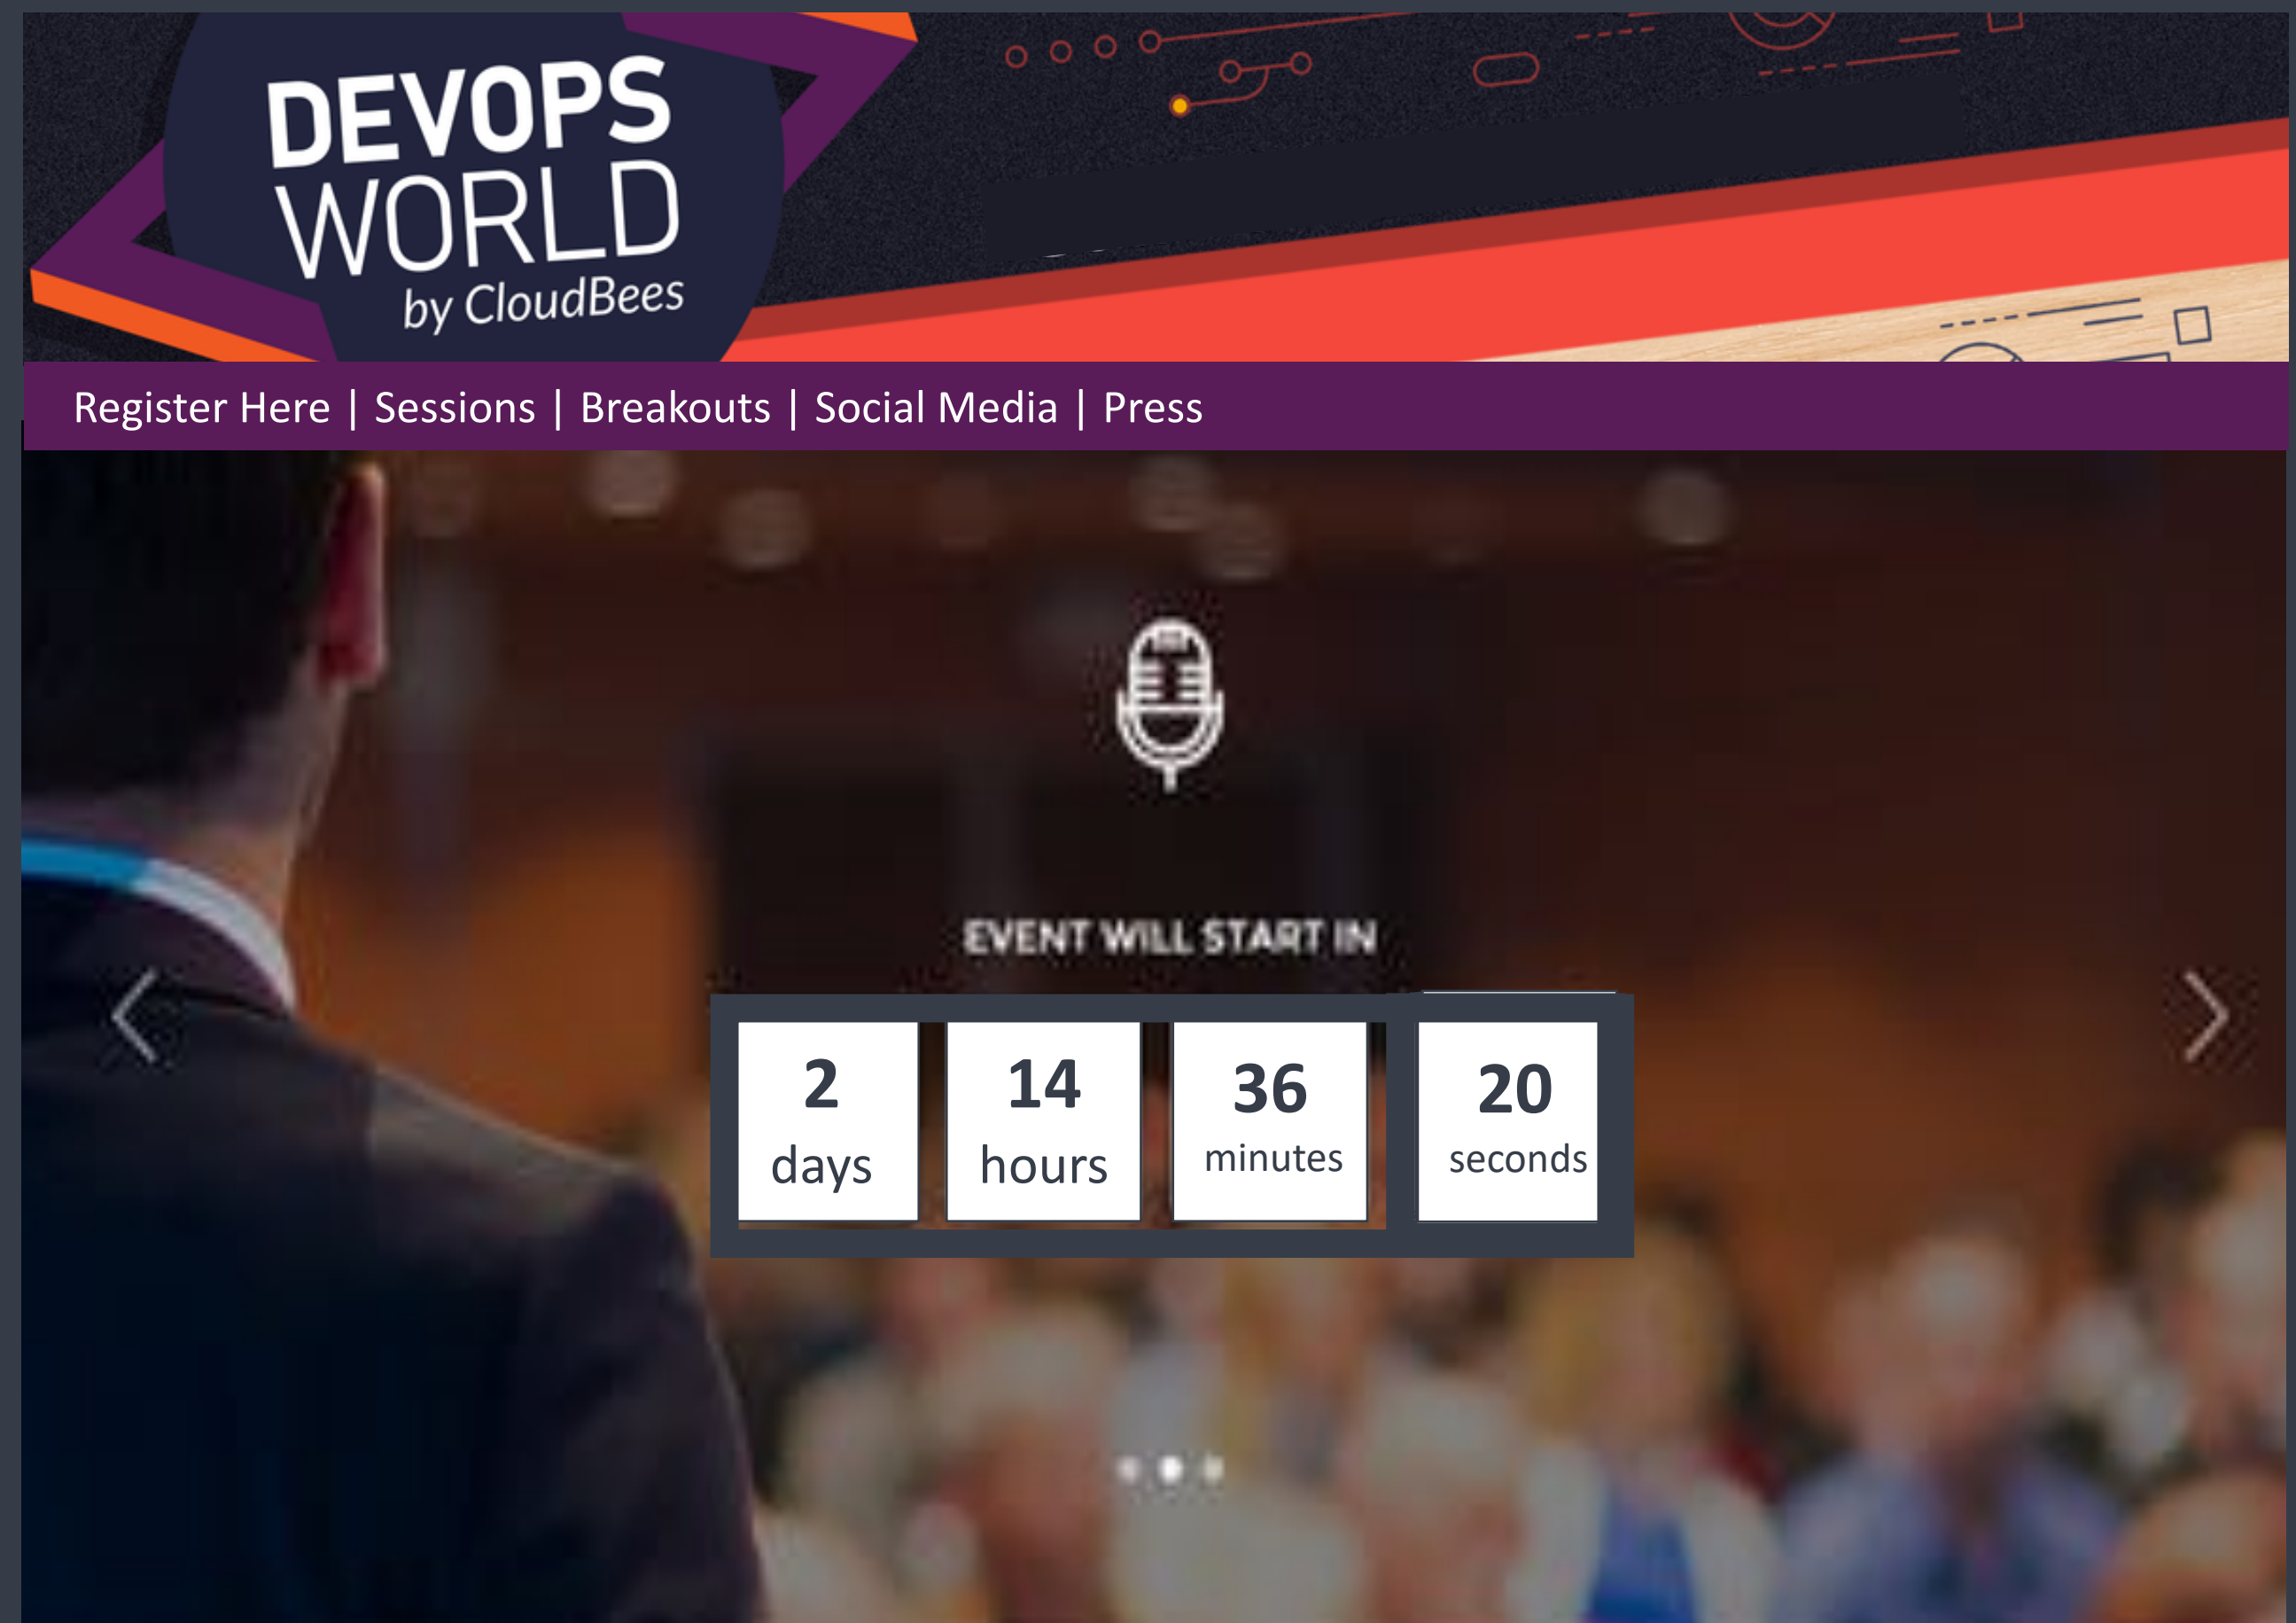 DEVOPS
WORLD
by CloudBees
Register Here | Sessions | Breakouts | Social Media | Press
EVENT WILL START IN
2 14 36 20
days hours minutes seconds